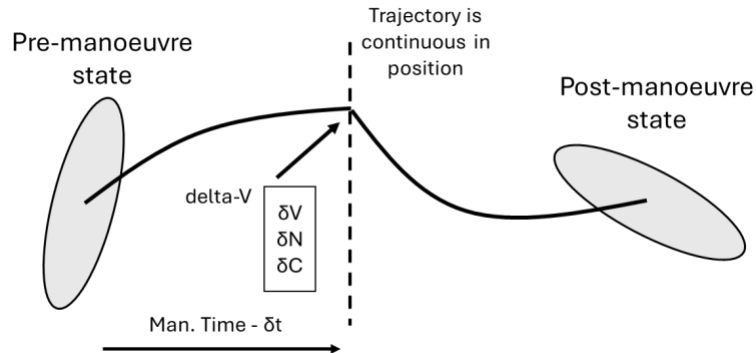 Trajectory is
continuous in
position
Pre-manoeuvre
state
Post-manoeuvre
state
delta-V
δV
δN
δC
Man. Time - δt